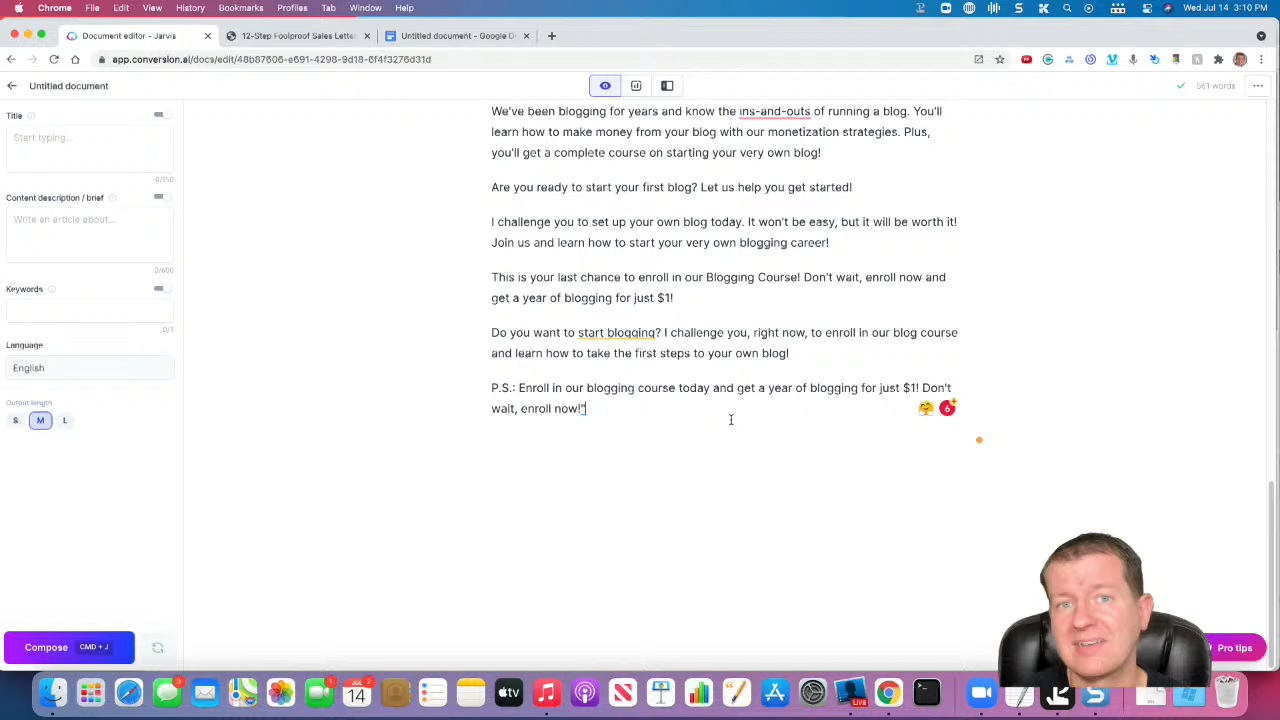 Chrome File Edit View History Bookmarks Profiles Tab Window Help
Wed Jul 14 3:10 PM
Document editor - Jarvis
12-Step Foolproof Sales Letter
Untitled document - Google D
app.conversion.ai/docs/edit/48b87606-e691-4298-9d18-6f4f3276d31d
Untitled document
561 words
Title
Start typing...
0/150
Content description / brief
Write an article about...
0/600
Keywords
0/3
Language
English
Output length
S M L
Compose CMD + J
We've been blogging for years and know the ins-and-outs of running a blog. You'll
learn how to make money from your blog with our monetization strategies. Plus,
you'll get a complete course on starting your very own blog!
Are you ready to start your first blog? Let us help you get started!
I challenge you to set up your own blog today. It won't be easy, but it will be worth it!
Join us and learn how to start your very own blogging career!
This is your last chance to enroll in our Blogging Course! Don't wait, enroll now and
get a year of blogging for just $1!
Do you want to start blogging? I challenge you, right now, to enroll in our blog course
and learn how to take the first steps to your own blog!
P.S.: Enroll in our blogging course today and get a year of blogging for just $1! Don't
wait, enroll now!"
6
Pro tips
JUL
14
tv
LIVE